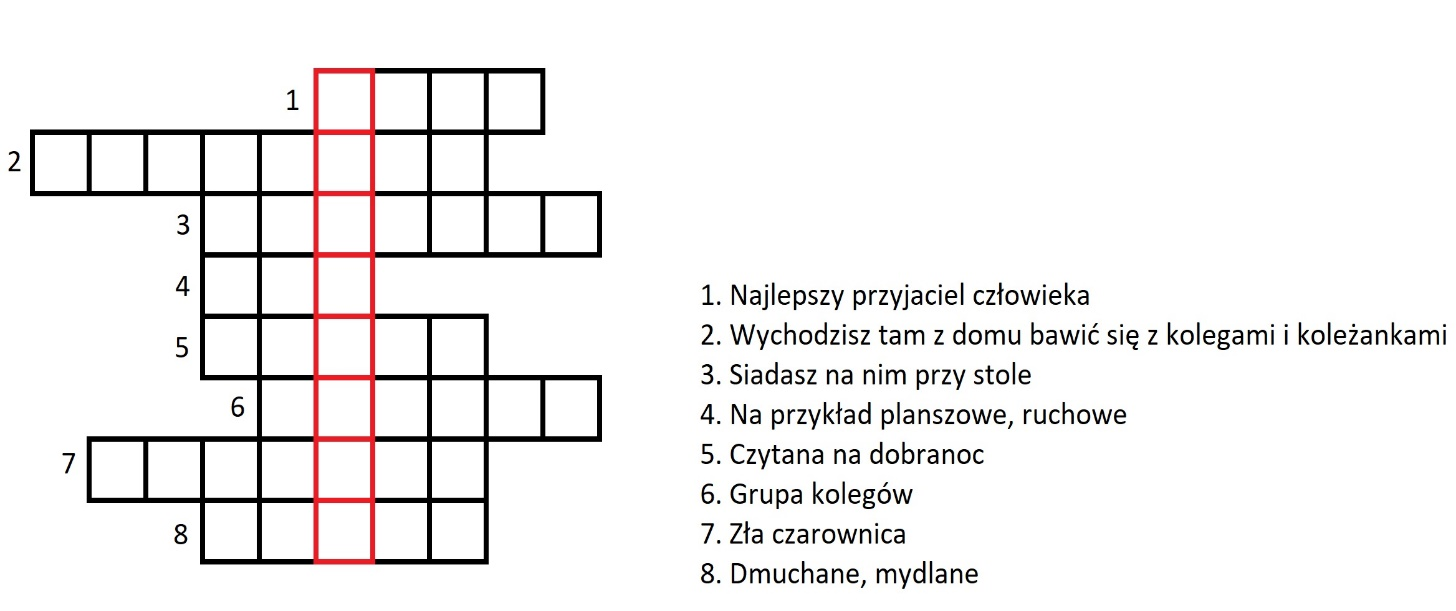 1
2
3
4
5
6
7
8
1. Najlepszy przyjaciel człowieka
2. Wychodzisz tam z domu bawić się z kolegami i koleżankami
3. Siadasz na nim przy stole
4. Na przykład planszowe, ruchowe
5. Czytana na dobranoc
6. Grupa kolegów
7. Zła czarownica
8. Dmuchane, mydlane